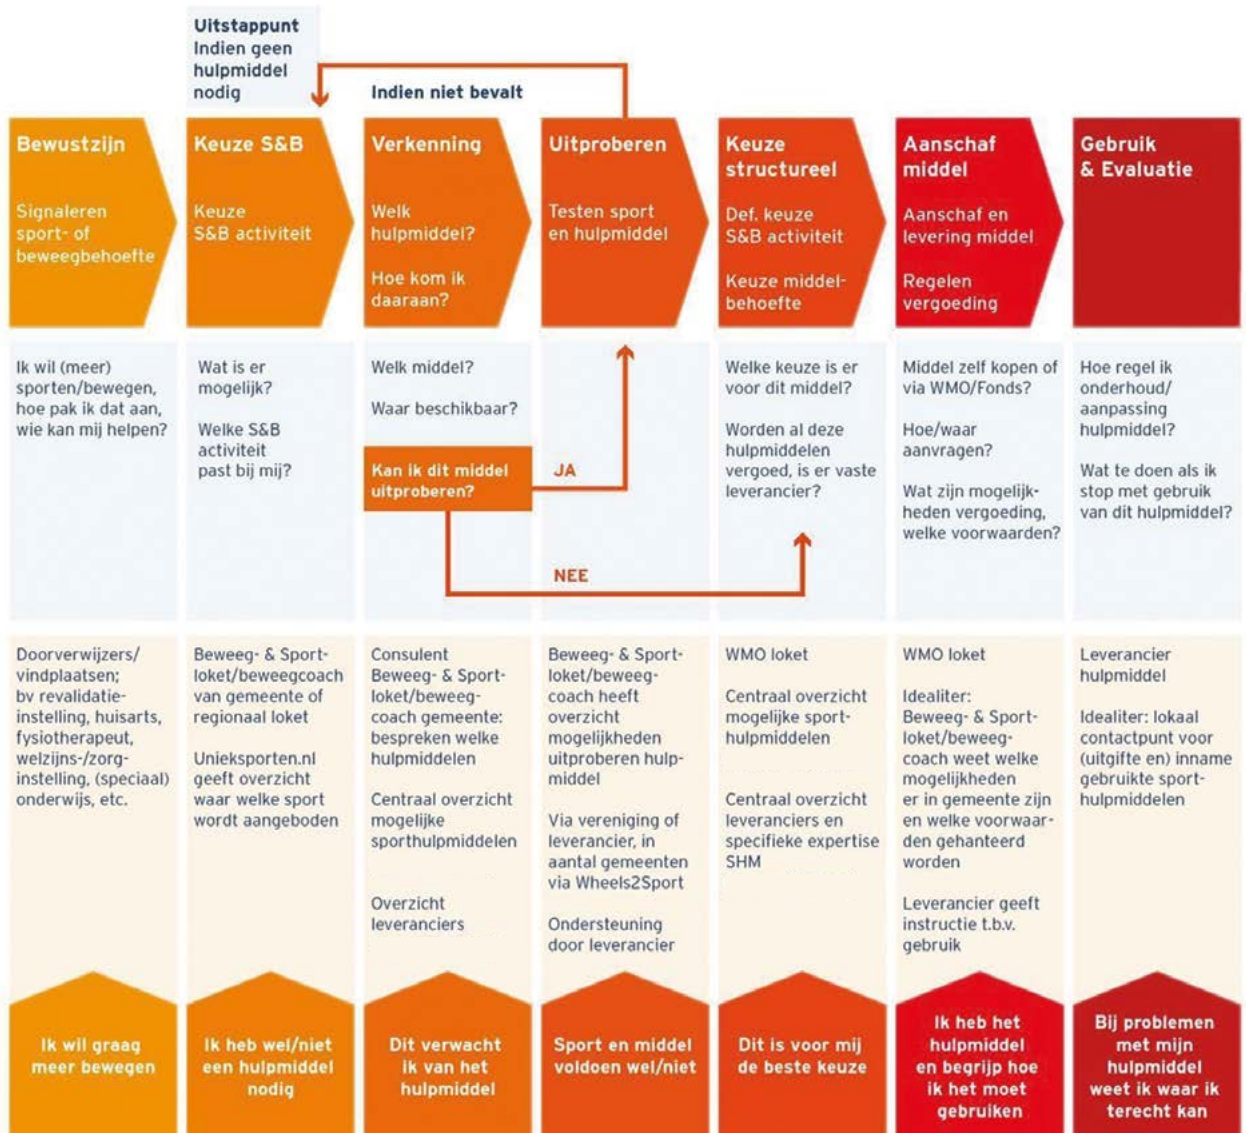 Uitstappunt
Indien geen
hulpmiddel
nodig
Indien niet bevalt
Bewustzijn
Signaleren
sport- of
beweegbehoefte
Keuze S&B
Keuze
S&B activiteit
Verkenning
Welk
hulpmiddel?
Hoe kom ik
daaraan?
Uitproberen
Testen sport
en hulpmiddel
Keuze
structureel
Def. keuze
S&B activiteit
Keuze middel-
behoefte
Aanschaf
middel
Aanschaf en
levering middel
Regelen
vergoeding
Gebruik
& Evaluatie
Ik wil (meer)
sporten/bewegen,
hoe pak ik dat aan,
wie kan mij helpen?
Wat is er
mogelijk?
Welke S&B
activiteit
past bij mij?
Welk middel?
Waar beschikbaar?
Kan ik dit middel
uitproberen?
JA
NEE
Welke keuze is er
voor dit middel?
Worden al deze
hulpmiddelen
vergoed, is er vaste
leverancier?
Middel zelf kopen of
via WMO/Fonds?
Hoe/waar
aanvragen?
Wat zijn mogelijk-
heden vergoeding,
welke voorwaarden?
Hoe regel ik
onderhoud/
aanpassing
hulpmiddel?
Wat te doen als ik
stop met gebruik
van dit hulpmiddel?
Doorverwijzers/
vindplaatsen;
bv revalidatie-
instelling, huisarts,
fysiotherapeut,
welzijns-/zorg-
instelling, (speciaal)
onderwijs, etc.
Beweeg- & Sport-
loket/beweegcoach
van gemeente of
regionaal loket
Unieksporten.nl
geeft overzicht
waar welke sport
wordt aangeboden
Consulent
Beweeg- & Sport-
loket/beweeg-
coach gemeente:
bespreken welke
hulpmiddelen
Centraal overzicht
mogelijke
sporthulpmiddelen
Overzicht
leveranciers
Beweeg- & Sport-
loket/beweeg-
coach heeft
overzicht
mogelijkheden
uitproberen hulp-
middel
Via vereniging of
leverancier, in
aantal gemeenten
via Wheels2Sport
Ondersteuning
door leverancier
WMO loket
Centraal overzicht
mogelijke sport-
hulpmiddelen
Centraal overzicht
leveranciers en
specifieke expertise
SHM
WMO loket
Idealiter:
Beweeg- & Sport-
loket/beweeg-
coach weet welke
mogelijkheden
er in gemeente zijn
en welke voorwaar-
den gehanteerd
worden
Leverancier geeft
instructie t.b.v.
gebruik
Leverancier
hulpmiddel
Idealiter: lokaal
contactpunt voor
(uitgifte en) inname
gebruikte sport-
hulpmiddelen
Ik wil graag
meer bewegen
Ik heb wel/niet
een hulpmiddel
nodig
Dit verwacht
ik van het
hulpmiddel
Sport en middel
voldoen wel/niet
Dit is voor mij
de beste keuze
Ik heb het
hulpmiddel
en begrijp hoe
ik het moet
gebruiken
Bij problemen
met mijn
hulpmiddel
weet ik waar ik
terecht kan